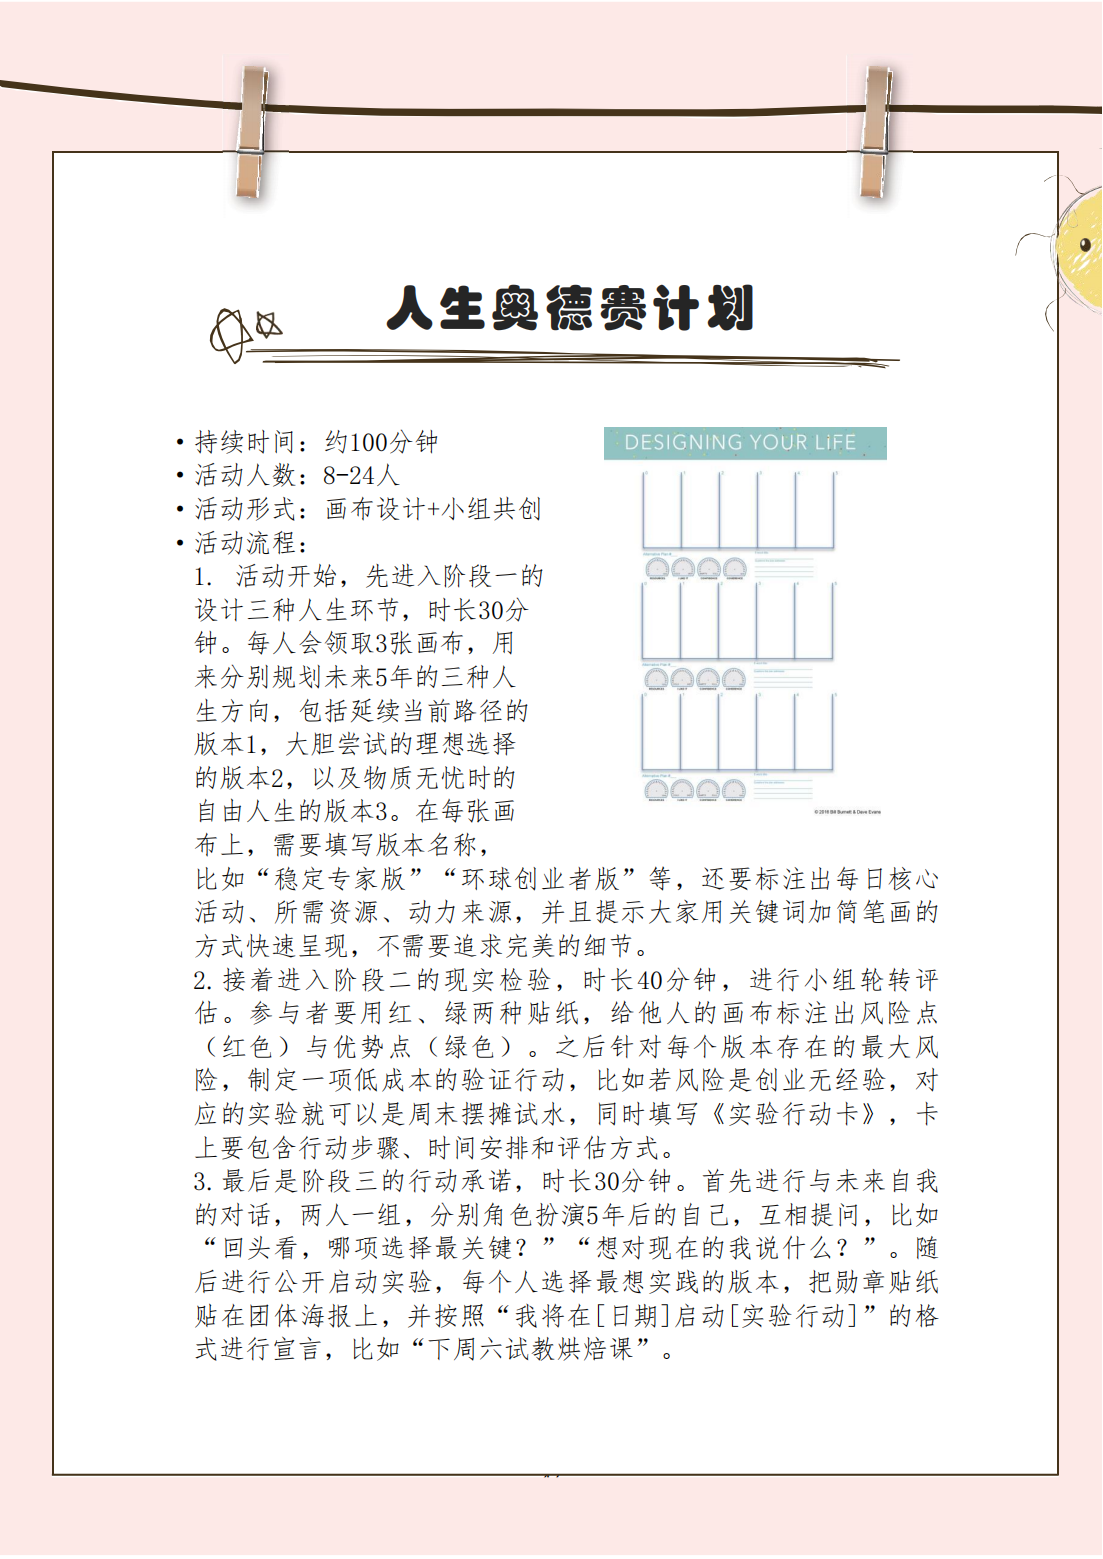 人生奥德赛计划
• 持续时间：约100分钟
• 活动人数：8-24人
• 活动形式：画布设计+小组共创
• 活动流程：
1. 活动开始，先进入阶段一的
设计三种人生环节，时长30分
钟。每人会领取3张画布，用
来分别规划未来5年的三种人
生方向，包括延续当前路径的
版本1，大胆尝试的理想选择
的版本2，以及物质无忧时的
自由人生的版本3。在每张画
布上，需要填写版本名称，
比如“稳定专家版”“环球创业者版”等，还要标注出每日核心
活动、所需资源、动力来源，并且提示大家用关键词加简笔画的
方式快速呈现，不需要追求完美的细节。
2.接着进入阶段二的现实检验，时长40分钟，进行小组轮转评
估。参与者要用红、绿两种贴纸，给他人的画布标注出风险点
（红色）与优势点（绿色）。之后针对每个版本存在的最大风
险，制定一项低成本的验证行动，比如若风险是创业无经验，对
应的实验就可以是周末摆摊试水，同时填写《实验行动卡》，卡
上要包含行动步骤、时间安排和评估方式。
3.最后是阶段三的行动承诺，时长30分钟。首先进行与未来自我
的对话，两人一组，分别角色扮演5年后的自己，互相提问，比如
“回头看，哪项选择最关键？”“想对现在的我说什么？”。随
后进行公开启动实验，每个人选择最想实践的版本，把勋章贴纸
贴在团体海报上，并按照“我将在[日期]启动[实验行动]”的格
式进行宣言，比如“下周六试教烘焙课”。
DESIGNING YOUR LiFE
© 2016 Bill Burnett & Dave Evans